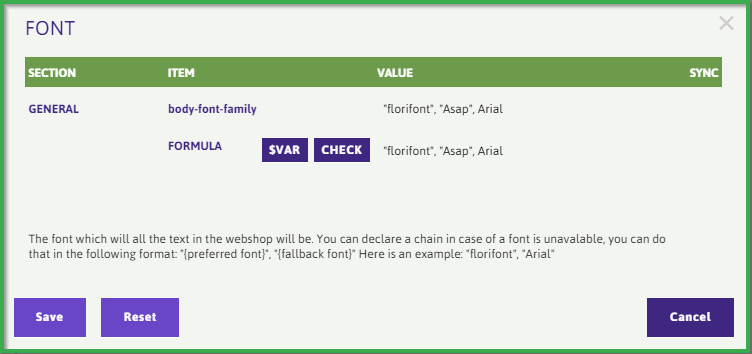 FONT
SECTION ITEM VALUE SYNC
GENERAL body-font-family "florifont", "Asap", Arial
FORMULA $VAR CHECK "florifont", "Asap", Arial
The font which will all the text in the webshop will be. You can declare a chain in case of a font is unavalable, you can do
that in the following format: "{preferred font}", "{fallback font}" Here is an example: "florifont", "Arial"
Save Reset Cancel